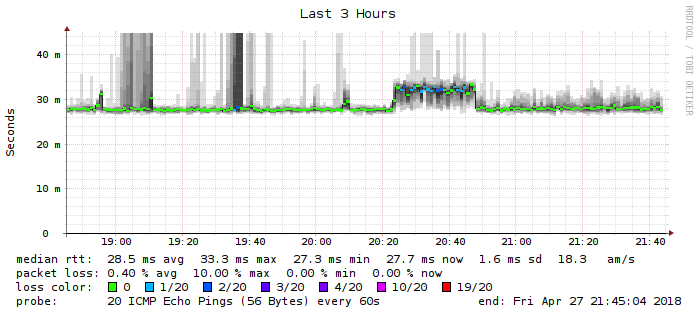 Last 3 Hours
RRDTOOL / TOBI OETIKER
Seconds
40 m
30 m
20 m
10 m
0
19:00 19:20 19:40 20:00 20:20 20:40 21:00 21:20 21:40
median rtt: 28.5 ms avg 33.3 ms max 27.3 ms min 27.7 ms now 1.6 ms sd 18.3 am/s
packet loss: 0.40 % avg 10.00 % max 0.00 % min 0.00 % now
loss color: 0 1/20 2/20 3/20 4/20 10/20 19/20
probe: 20 ICMP Echo Pings (56 Bytes) every 60s end: Fri Apr 27 21:45:04 2018